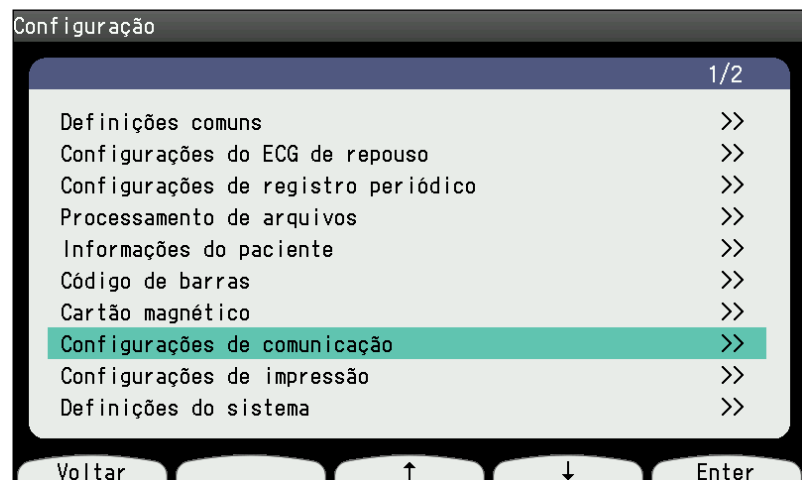 Configuração
1/2
Definições comuns >>
Configurações do ECG de repouso >>
Configurações de registro periódico >>
Processamento de arquivos >>
Informações do paciente >>
Código de barras >>
Cartão magnético >>
Configurações de comunicação >>
Configurações de impressão >>
Definições do sistema >>
Voltar ↑ ↓ Enter